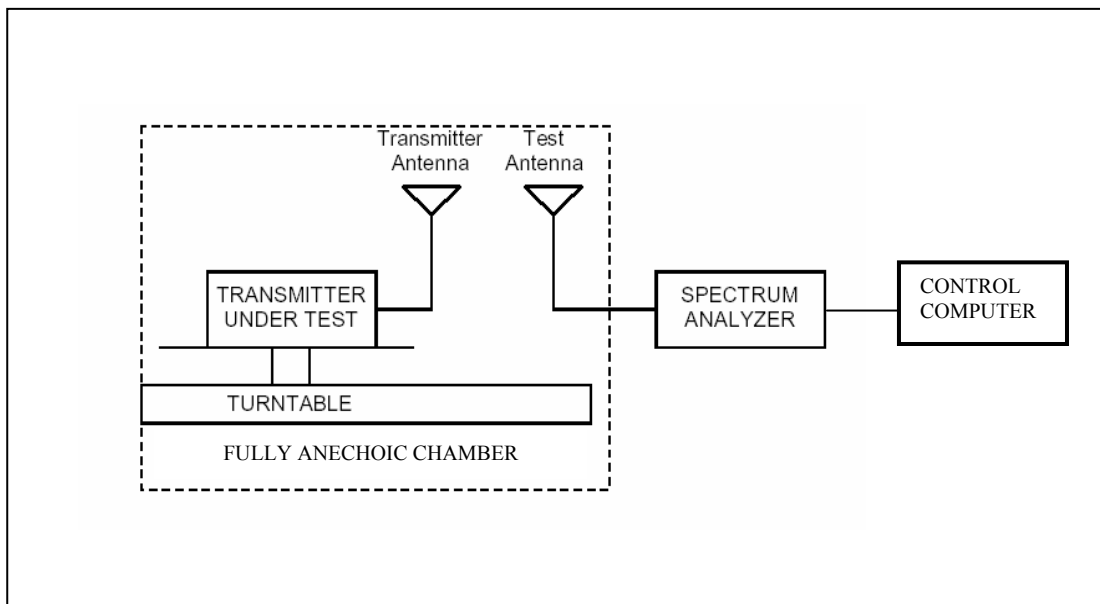 Transmitter
Antenna
Test
Antenna
TRANSMITTER
UNDER TEST
SPECTRUM
ANALYZER
CONTROL
COMPUTER
TURNTABLE
FULLY ANECHOIC CHAMBER